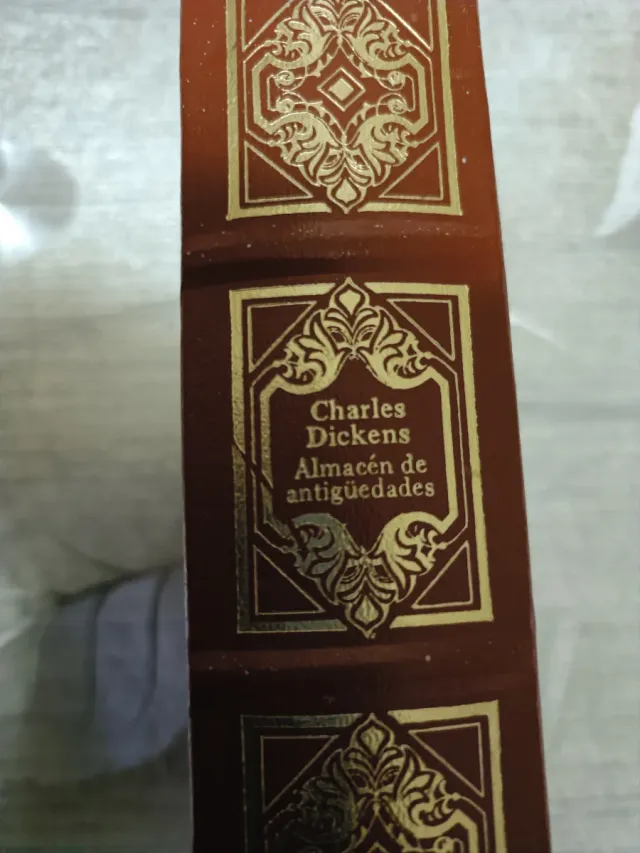 Charles
Dickens
Almacén de
antigüedades